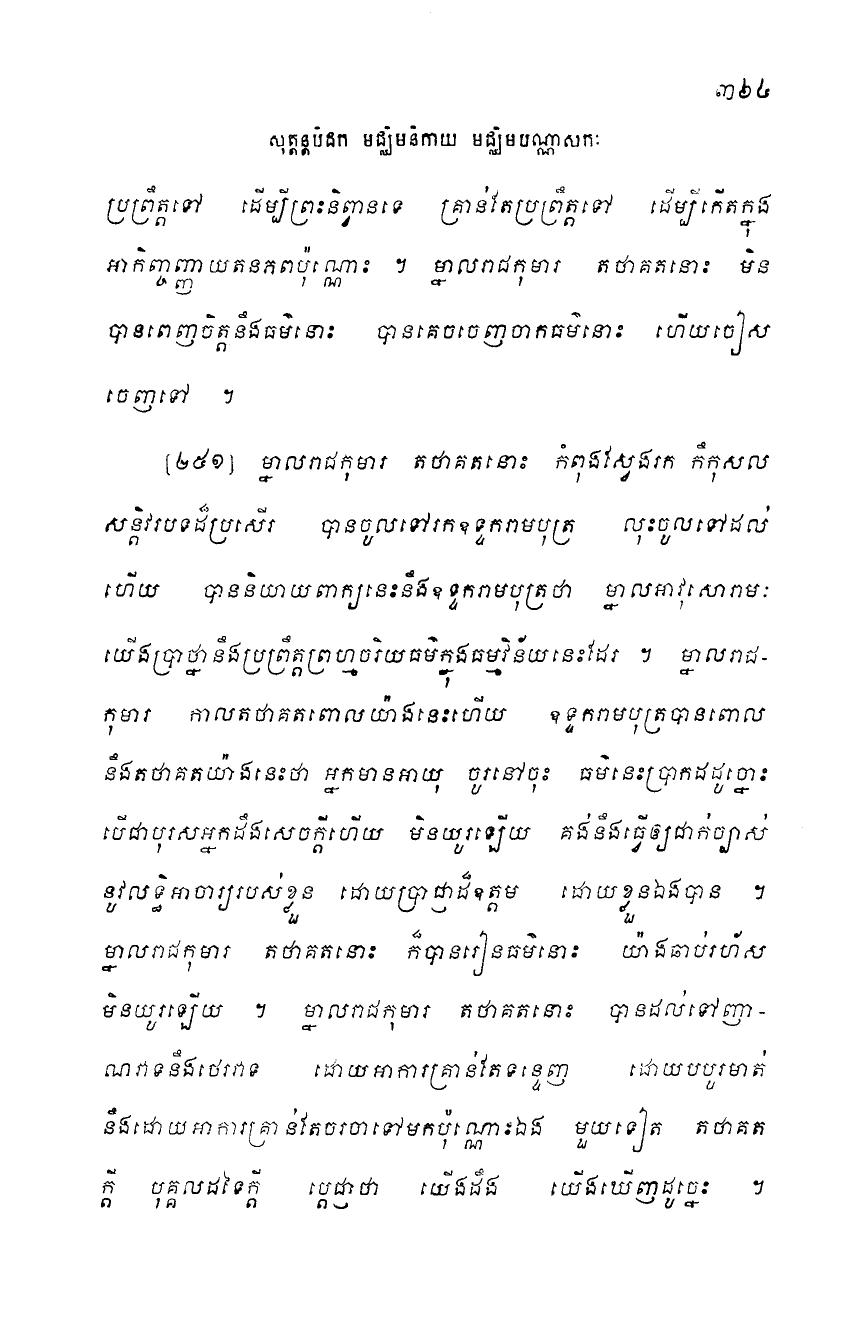 ៣៦៤
សុត្តន្តបិដក មជ្ឈិមនិកាយ មជ្ឈិមបណ្ណាសកៈ
ប្រព្រឹត្តទៅ ដើម្បីព្រះនិព្វានទេ គ្រាន់តែប្រព្រឹត្តទៅ ដើម្បីកើតក្នុង
អាកិញ្ចញ្ញាយតនភពប៉ុណ្ណោះ ។ ម្នាលរាជកុមារ តថាគតនោះ មិន
បានពេញចិត្តនឹងធម៌នោះ បានគេចចេញចាកធម៌នោះ ហើយចៀស
ចេញទៅ ។
[២៥១] ម្នាលរាជកុមារ តថាគតនោះ កំពុងស្វែងរក កឹកុសល
សន្តិវរបទដ៏ប្រសើរ បានចូលទៅរកឧទ្ទករាមបុត្រ លុះចូលទៅដល់
ហើយ បាននិយាយពាក្យនេះនឹងឧទ្ទករាមបុត្រថា ម្នាលអាវុសោរាមៈ
យើងប្រាថ្នានឹងប្រព្រឹត្តព្រហ្មចរិយធម៌ក្នុងធម្មវិន័យនេះដែរ ។ ម្នាលរាជ-
កុមារ កាលតថាគតពោលយ៉ាងនេះហើយ ឧទ្ទករាមបុត្របានពោល
នឹងតថាគតយ៉ាងនេះថា អ្នកមានអាយុ ចូរនៅចុះ ធម៌នេះប្រាកដដូច្នោះ
បើជាបុរសអ្នកដឹងសេចក្តីហើយ មិនយូរឡើយ គង់នឹងធ្វើឲ្យជាក់ច្បាស់
នូវលទ្ធិអាចារ្យរបស់ខ្លួន ដោយប្រាជ្ញាដ៏ឧត្តម ដោយខ្លួនឯងបាន ។
ម្នាលរាជកុមារ តថាគតនោះ ក៏បានរៀនធម៌នោះ យ៉ាងឆាប់រហ័ស
មិនយូរឡើយ ។ ម្នាលរាជកុមារ តថាគតនោះ បានដល់ទៅញា-
ណវាទនឹងថេរវាទ ដោយអាការគ្រាន់តែទន្ទេញ ដោយបបូរមាត់
នឹងដោយអាការគ្រាន់តែចរចាទៅមកប៉ុណ្ណោះឯង មួយទៀត តថាគត
ក្តី បុគ្គលដទៃក្តី ប្តេជ្ញាថា យើងដឹង យើងឃើញដូច្នេះ ។